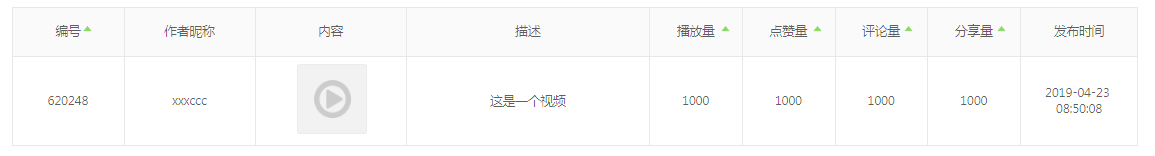 编号 作者昵称 内容 描述 播放量 点赞量 评论量 分享量 发布时间
620248 xxxccc 这是一个视频 1000 1000 1000 1000 2019-04-23
08:50:08